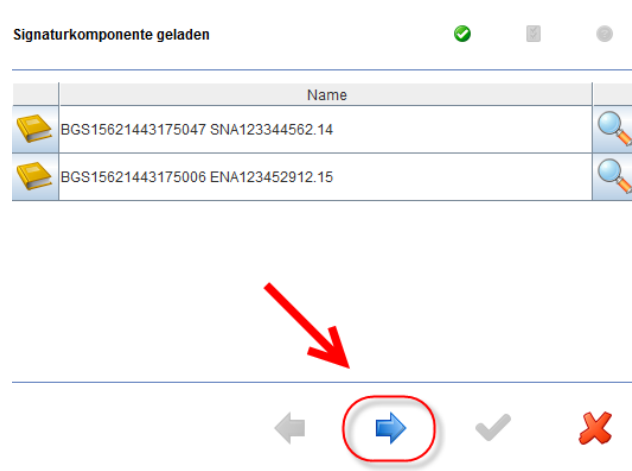 Signaturkomponente geladen
Name
BGS15621443175047 SNA123344562.14
BGS15621443175006 ENA123452912.15